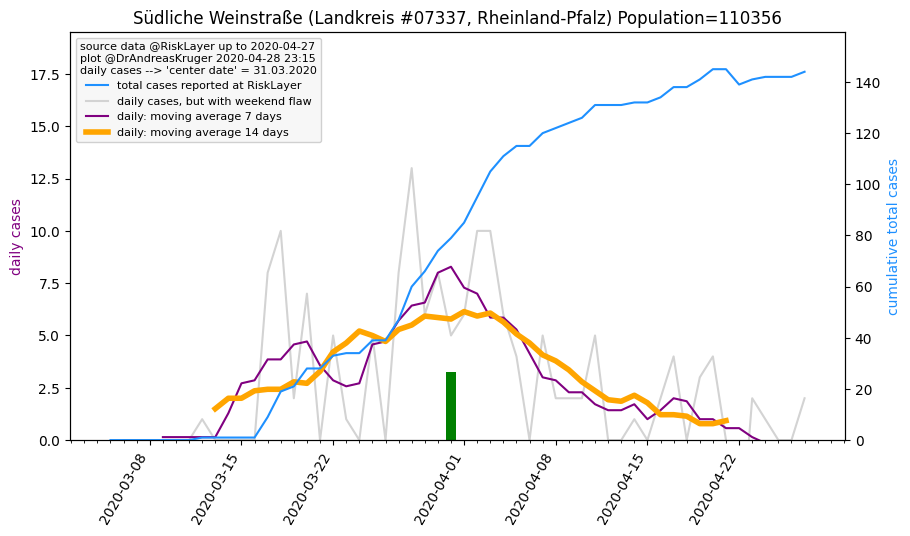 Südliche Weinstraße (Landkreis #07337, Rheinland-Pfalz) Population=110356
source data @RiskLayer up to 2020-04-27
plot @DrAndreasKruger 2020-04-28 23:15
daily cases --> 'center date' = 31.03.2020
total cases reported at RiskLayer
daily cases, but with weekend flaw
daily: moving average 7 days
daily: moving average 14 days
daily cases
17.5
15.0
12.5
10.0
7.5
5.0
2.5
0.0
cumulative total cases
140
120
100
80
60
40
20
0
2020-03-08
2020-03-15
2020-03-22
2020-04-01
2020-04-08
2020-04-15
2020-04-22